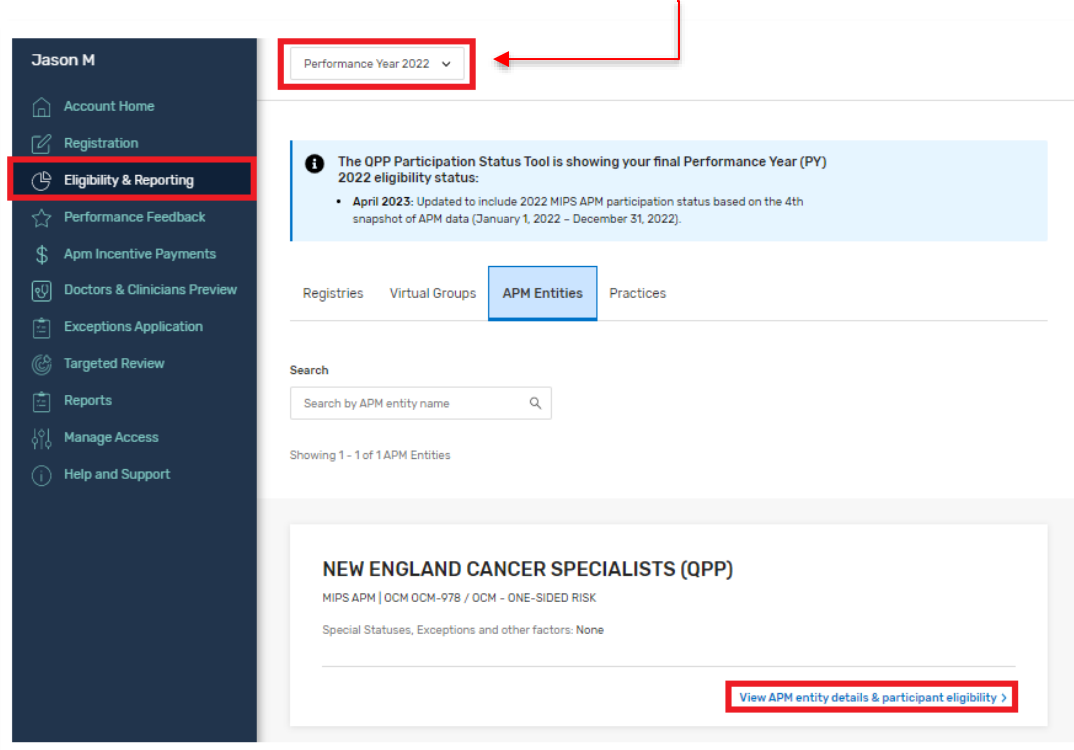 Jason M
Account Home
Registration
Eligibility & Reporting
Performance Feedback
Apm Incentive Payments
Doctors & Clinicians Preview
Exceptions Application
Targeted Review
Reports
Manage Access
Help and Support
Performance Year 2022
The QPP Participation Status Tool is showing your final Performance Year (PY)
2022 eligibility status:
• April 2023: Updated to include 2022 MIPS APM participation status based on the 4th
snapshot of APM data (January 1, 2022 – December 31, 2022).
Registries Virtual Groups APM Entities Practices
Search
Search by APM entity name
Showing 1 - 1 of 1 APM Entities
NEW ENGLAND CANCER SPECIALISTS (QPP)
MIPS APM | OCM OCM-978 / OCM - ONE-SIDED RISK
Special Statuses, Exceptions and other factors: None
View APM entity details & participant eligibility >